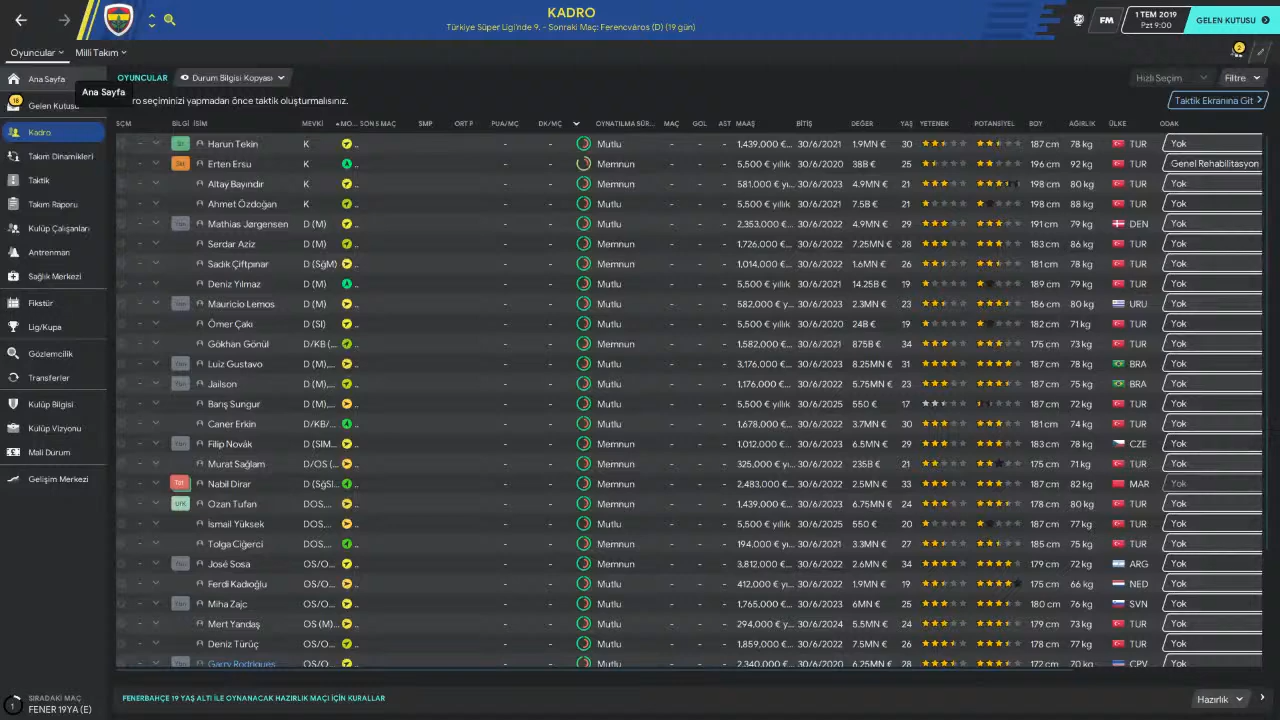 KADRO
Türkiye Süper Ligi'nde 9. - Sonraki Maç: Ferencváros (D) (19 gün)
FM
1 TEM 2019
Pzt 9:00
GELEN KUTUSU
Oyuncular
Milli Takım
2
Ana Sayfa
OYUNCULAR
Durum Bilgisi Kopyası
Hızlı Seçim
Filtre
Ana Sayfa
18
Gelen Kutusu
ro seçiminizi yapmadan önce taktik oluşturmalısınız.
Taktik Ekranına Git
SÇM BİLGİ İSİM MEVKİ MO... SON 5 MAÇ SMP ORT P PUA/MÇ DK/MÇ OYNATILMA SÜR... MAÇ GOL AST MAAŞ BİTİŞ DEĞER YAŞ YETENEK POTANSİYEL BOY AĞIRLIK ÜLKE ODAK
Kadro
Takım Dinamikleri
Taktik
Takım Raporu
Kulüp Çalışanları
Antrenman
Sağlık Merkezi
Fikstür
Lig/Kupa
Gözlemcilik
Transferler
Kulüp Bilgisi
Kulüp Vizyonu
Mali Durum
Gelişim Merkezi
- Harun Tekin K .. - - Mutlu - - - 1,439,000 €... 30/6/2021 1.9MN € 30 187 cm 78 kg TUR Yok
- Erten Ersu K .. - - Memnun - - - 5,500 € yıllık 30/6/2020 38B € 25 196 cm 92 kg TUR Genel Rehabilitasyon
- Altay Bayındır K .. - - Memnun - - - 581,000 € yı... 30/6/2023 4.9MN € 21 198 cm 80 kg TUR Yok
- Ahmet Özdoğan K .. - - Memnun - - - 5,500 € yıllık 30/6/2021 7.5B € 21 198 cm 88 kg TUR Yok
- Mathias Jørgensen D (M) .. - - Mutlu - - - 2,353,000 €... 30/6/2022 4.9MN € 29 191 cm 79 kg DEN Yok
- Serdar Aziz D (M) .. - - Memnun - - - 1,726,000 €... 30/6/2022 7.25MN € 28 183 cm 86 kg TUR Yok
- Sadık Çiftpınar D (SğM) .. - - Memnun - - - 1,014,000 €... 30/6/2022 1.6MN € 26 181 cm 78 kg TUR Yok
- Deniz Yılmaz D (M) .. - - Mutlu - - - 5,500 € yıllık 30/6/2021 14.25B € 19 189 cm 79 kg TUR Yok
- Mauricio Lemos D (M) .. - - Mutlu - - - 582,000 € y... 30/6/2023 2.3MN € 23 186 cm 80 kg URU Yok
- Ömer Çakı D (Sl) .. - - Mutlu - - - 5,500 € yıllık 30/6/2020 24B € 19 182 cm 71 kg TUR Yok
- Gökhan Gönül D/KB (... .. - - Mutlu - - - 1,582,000 €... 30/6/2021 875B € 34 175 cm 73 kg TUR Yok
- Luiz Gustavo D (M),... .. - - Mutlu - - - 3,176,000 €... 30/6/2023 8.25MN € 31 187 cm 78 kg BRA Yok
- Jailson D (M),... .. - - Mutlu - - - 1,176,000 €... 30/6/2022 5.75MN € 23 187 cm 75 kg BRA Yok
- Barış Sungur D (M),... .. - - Mutlu - - - 5,500 € yıllık 30/6/2025 550 € 17 187 cm 72 kg TUR Yok
- Caner Erkin D/KB/... .. - - Mutlu - - - 1,678,000 €... 30/6/2022 3.7MN € 30 181 cm 74 kg TUR Yok
- Filip Novák D (SlM... .. - - Memnun - - - 1,012,000 €... 30/6/2023 6.5MN € 29 183 cm 78 kg CZE Yok
- Murat Sağlam D/OS (... .. - - Memnun - - - 325,000 € y... 30/6/2022 235B € 21 175 cm 71 kg TUR Yok
- Nabil Dirar D (SğSl... .. - - Memnun - - - 2,483,000 €... 30/6/2022 2.5MN € 33 187 cm 82 kg MAR Yok
- Ozan Tufan DOS,... .. - - Mutlu - - - 1,439,000 €... 30/6/2023 6.75MN € 24 178 cm 80 kg TUR Yok
- İsmail Yüksek DOS,... .. - - Mutlu - - - 5,500 € yıllık 30/6/2025 550 € 20 187 cm 77 kg TUR Yok
- Tolga Ciğerci DOS,... .. - - Memnun - - - 194,000 € yı... 30/6/2021 3.3MN € 27 185 cm 75 kg TUR Yok
- José Sosa OS/O... .. - - Memnun - - - 3,812,000 €... 30/6/2022 2.6MN € 34 179 cm 72 kg ARG Yok
- Ferdi Kadıoğlu OS/O... .. - - Mutlu - - - 412,000 € yı... 30/6/2022 1.9MN € 19 175 cm 66 kg NED Yok
- Miha Zajc OS/O... .. - - Mutlu - - - 1,765,000 €... 30/6/2023 6MN € 25 180 cm 76 kg SVN Yok
- Mert Yandaş OS (M)... .. - - Mutlu - - - 294,000 € y... 30/6/2024 5.5MN € 24 179 cm 73 kg TUR Yok
- Deniz Türüç OS/O... .. - - Mutlu - - - 1,859,000 €... 30/6/2022 7.5MN € 26 178 cm 77 kg TUR Yok
- Garry Rodrigues OS/O... .. - - Mutlu - - - 2,340,000 €... 30/6/2020 6.25MN € 28 172 cm 70 kg CPV Yok
1
SIRADAKİ MAÇ
FENER 19YA (E)
FENERBAHÇE 19 YAŞ ALTI İLE OYNANACAK HAZIRLIK MAÇI İÇİN KURALLAR
Hazırlık